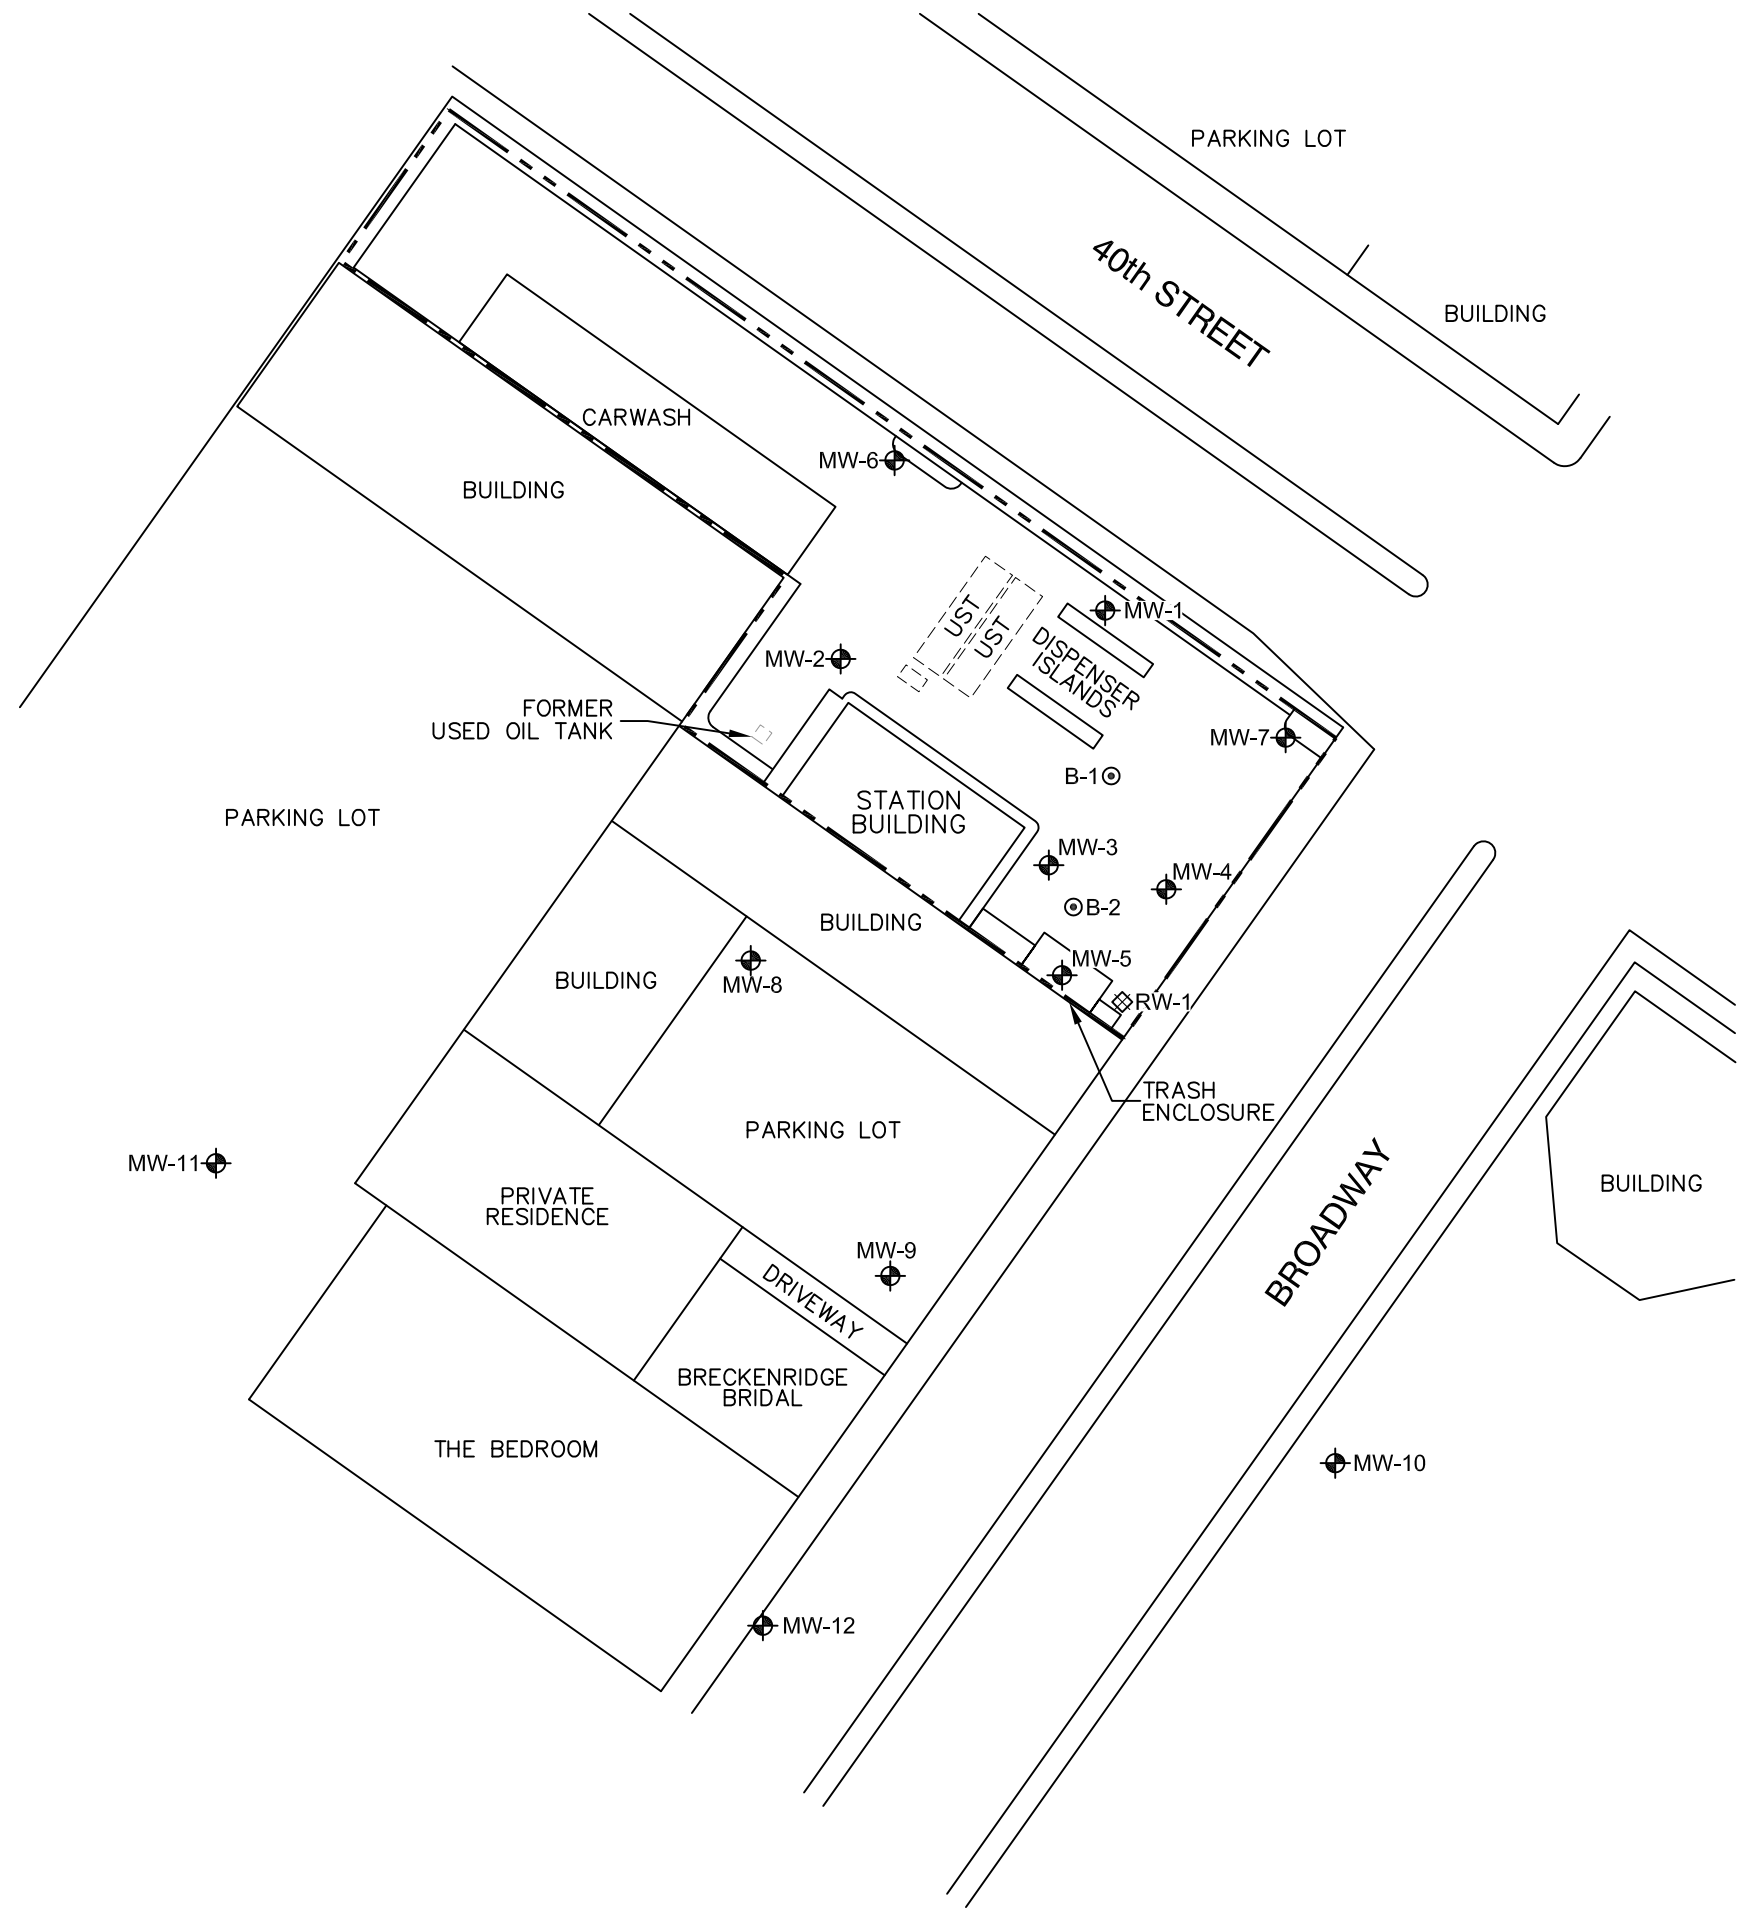 PARKING LOT
40th STREET
BUILDING
CARWASH
MW-6
BUILDING
UST
UST
MW-1
DISPENSER
ISLANDS
MW-2
FORMER
USED OIL TANK
MW-7
B-1
PARKING LOT
STATION
BUILDING
MW-3
MW-4
B-2
BUILDING
MW-5
BUILDING
MW-8
RW-1
TRASH
ENCLOSURE
PARKING LOT
MW-11
BROADWAY
BUILDING
PRIVATE
RESIDENCE
MW-9
DRIVEWAY
BRECKENRIDGE
BRIDAL
THE BEDROOM
MW-10
MW-12